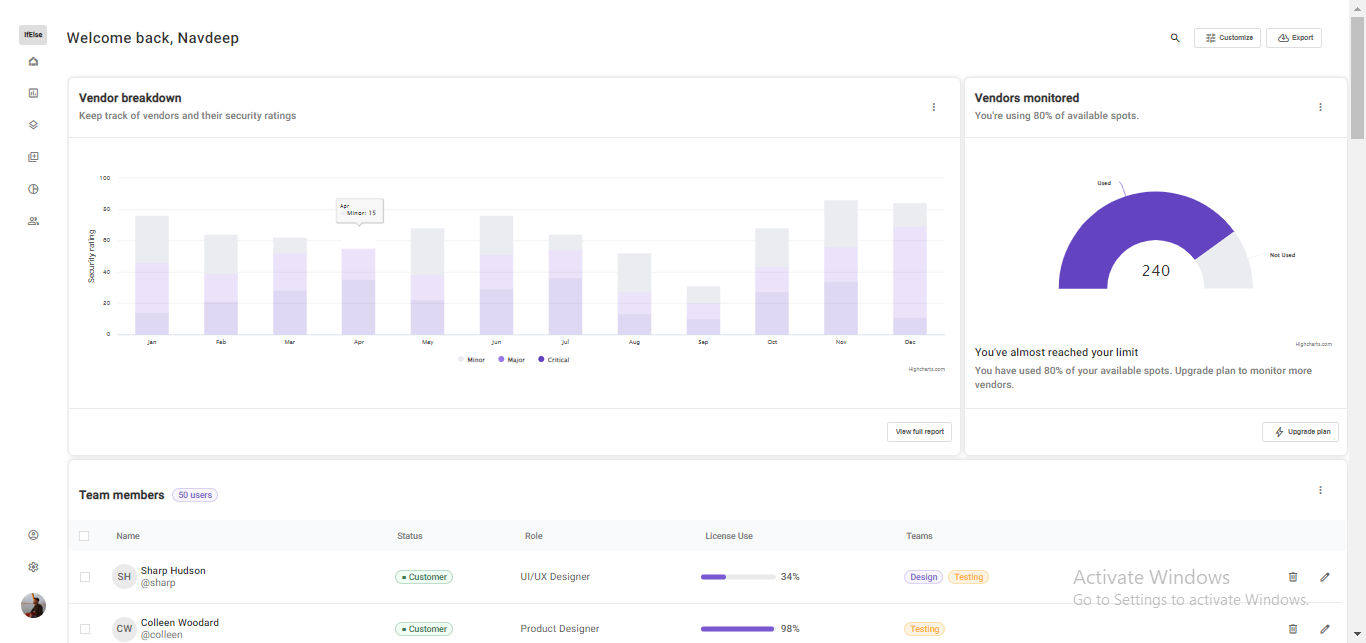 IfElse
Welcome back, Navdeep
Customize
Export
Vendor breakdown
Keep track of vendors and their security ratings
Security rating
100
80
60
40
20
0
Apr
Minor: 15
Jan Feb Mar Apr May Jun Jul Aug Sep Oct Nov Dec
Minor Major Critical
Highcharts.com
View full report
Vendors monitored
You're using 80% of available spots.
Used
Not Used
240
Highcharts.com
You've almost reached your limit
You have used 80% of your available spots. Upgrade plan to monitor more
vendors.
Upgrade plan
Team members 50 users
Name Status Role License Use Teams
SH Sharp Hudson
@sharp
Customer UI/UX Designer 34% Design Testing
CW Colleen Woodard
@colleen
Customer Product Designer 98% Testing
Activate Windows
Go to Settings to activate Windows.